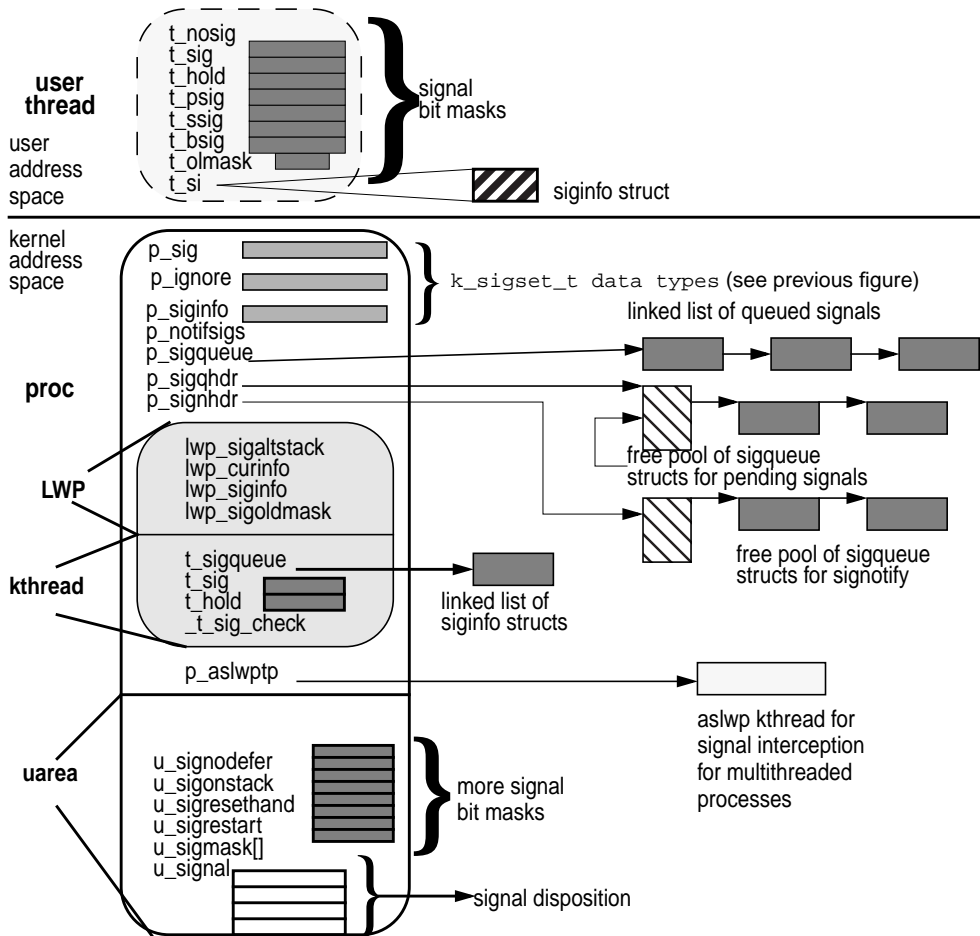 t_nosig
t_sig
t_hold
t_psig
t_ssig
t_bsig
t_olmask
t_si
user
thread
user
address
space
signal
bit masks
siginfo struct
kernel
address
space
p_sig
p_ignore
p_siginfo
p_notifsigs
p_sigqueue
p_sigqhdr
p_signhdr
k_sigset_t data types (see previous figure)
linked list of queued signals
proc
free pool of sigqueue
structs for pending signals
LWP
lwp_sigaltstack
lwp_curinfo
lwp_siginfo
lwp_sigoldmask
kthread
t_sigqueue
t_sig
t_hold
_t_sig_check
linked list of
siginfo structs
free pool of sigqueue
structs for signotify
p_aslwptp
aslwp kthread for
signal interception
for multithreaded
processes
uarea
u_signodefer
u_sigonstack
u_sigresethand
u_sigrestart
u_sigmask[]
u_signal
more signal
bit masks
signal disposition